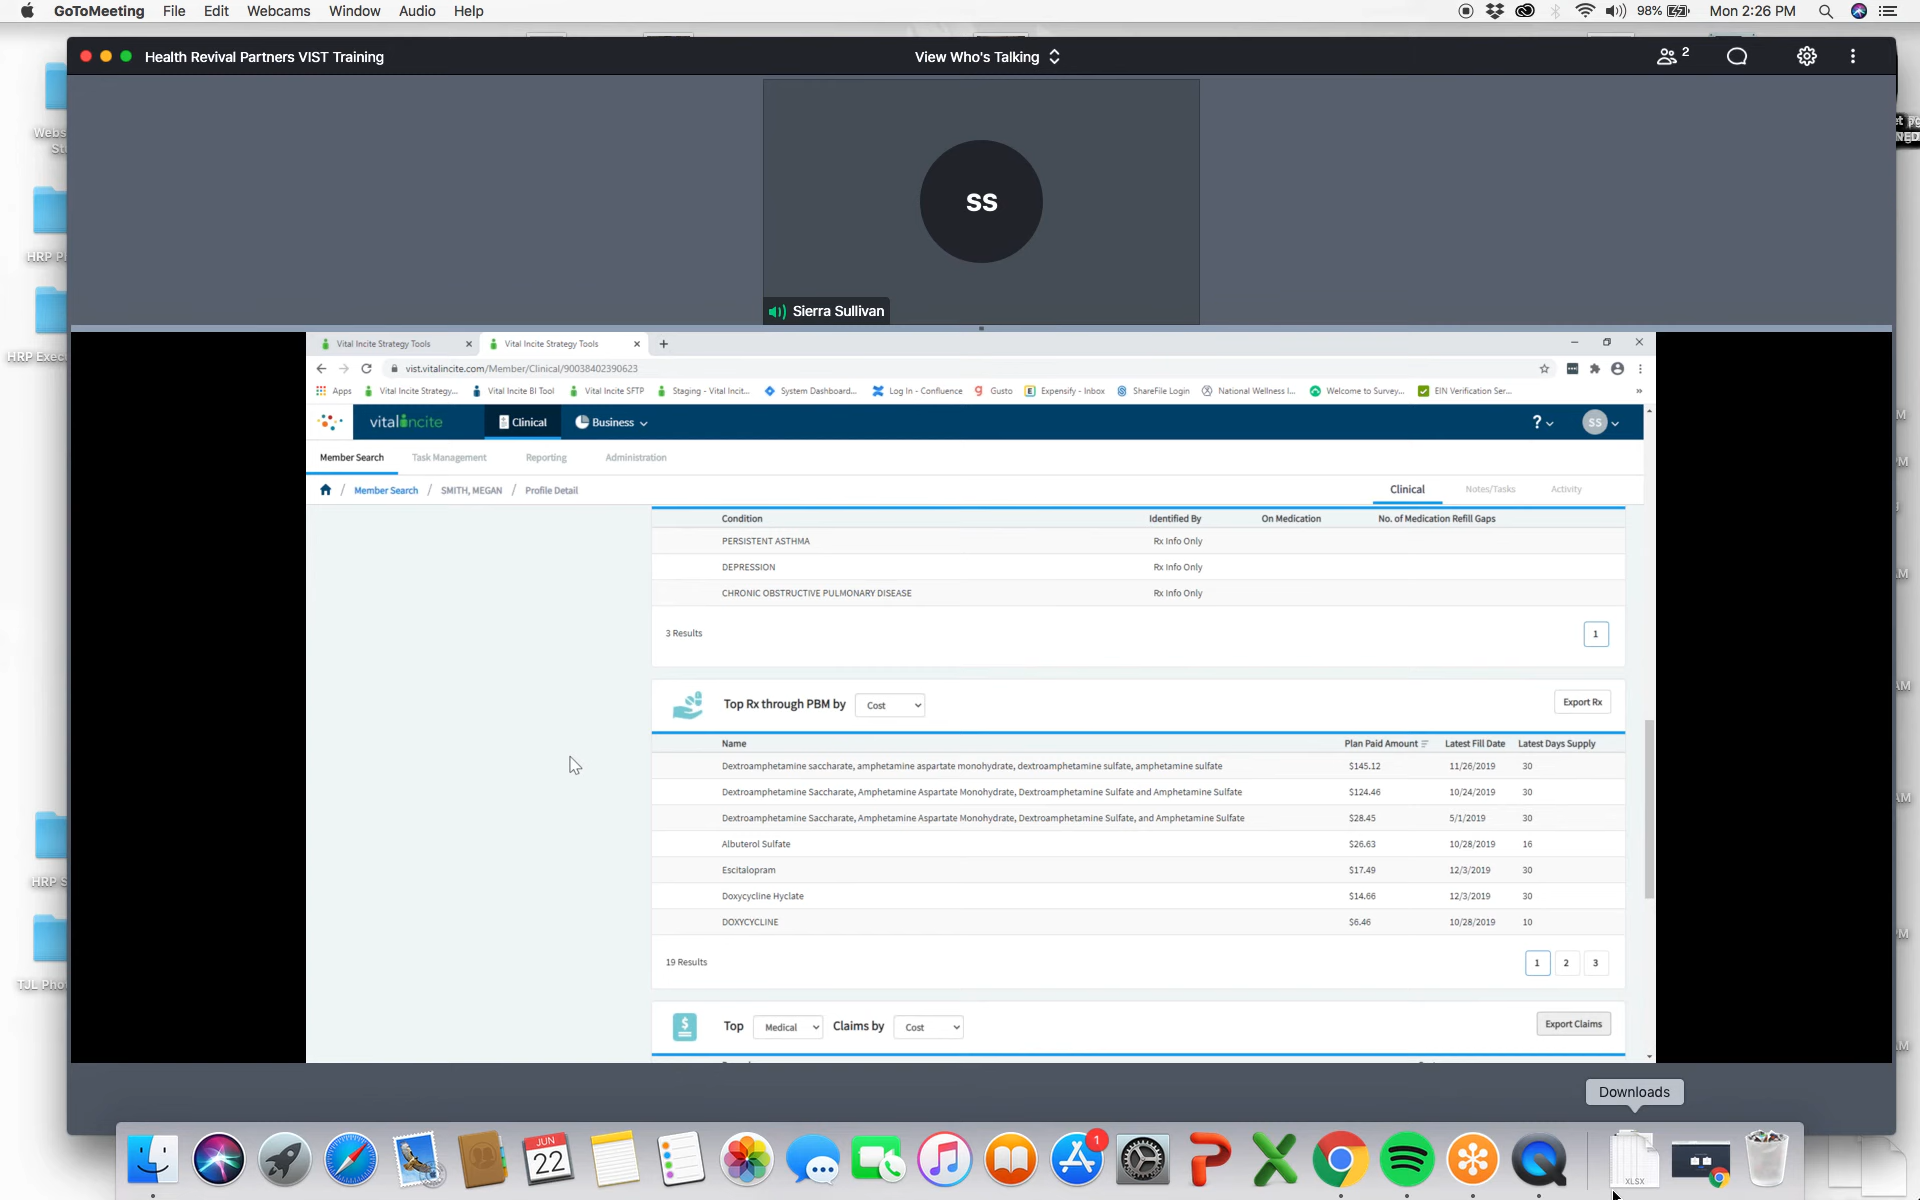 GoToMeeting File Edit Webcams Window Audio Help 98% Mon 2:26 PM
Health Revival Partners VIST Training View Who's Talking 2
SS
Sierra Sullivan
Vital Incite Strategy Tools Vital Incite Strategy Tools
vist.vitalincite.com/Member/Clinical/90038402390623
Apps Vital Incite Strategy... Vital Incite BI Tool Vital Incite SFTP Staging - Vital Incit... System Dashboard... Log In - Confluence Gusto Expensify - Inbox ShareFile Login National Wellness I... Welcome to Survey... EIN Verification Ser... »
vitalincite Clinical Business ? SS
Member Search Task Management Reporting Administration
/ Member Search / SMITH, MEGAN / Profile Detail Clinical Notes/Tasks Activity
Condition Identified By On Medication No. of Medication Refill Gaps
PERSISTENT ASTHMA Rx Info Only
DEPRESSION Rx Info Only
CHRONIC OBSTRUCTIVE PULMONARY DISEASE Rx Info Only
3 Results 1
Top Rx through PBM by Cost Export Rx
Name Plan Paid Amount Latest Fill Date Latest Days Supply
Dextroamphetamine saccharate, amphetamine aspartate monohydrate, dextroamphetamine sulfate, amphetamine sulfate $145.12 11/26/2019 30
Dextroamphetamine Saccharate, Amphetamine Aspartate Monohydrate, Dextroamphetamine Sulfate and Amphetamine Sulfate $124.46 10/24/2019 30
Dextroamphetamine Saccharate, Amphetamine Aspartate Monohydrate, Dextroamphetamine Sulfate, and Amphetamine Sulfate $28.45 5/1/2019 30
Albuterol Sulfate $26.63 10/28/2019 16
Escitalopram $17.49 12/3/2019 30
Doxycycline Hyclate $14.66 12/3/2019 30
DOXYCYCLINE $6.46 10/28/2019 10
19 Results 1 2 3
Top Medical Claims by Cost Export Claims
Downloads
JUN
22
1
XLSX